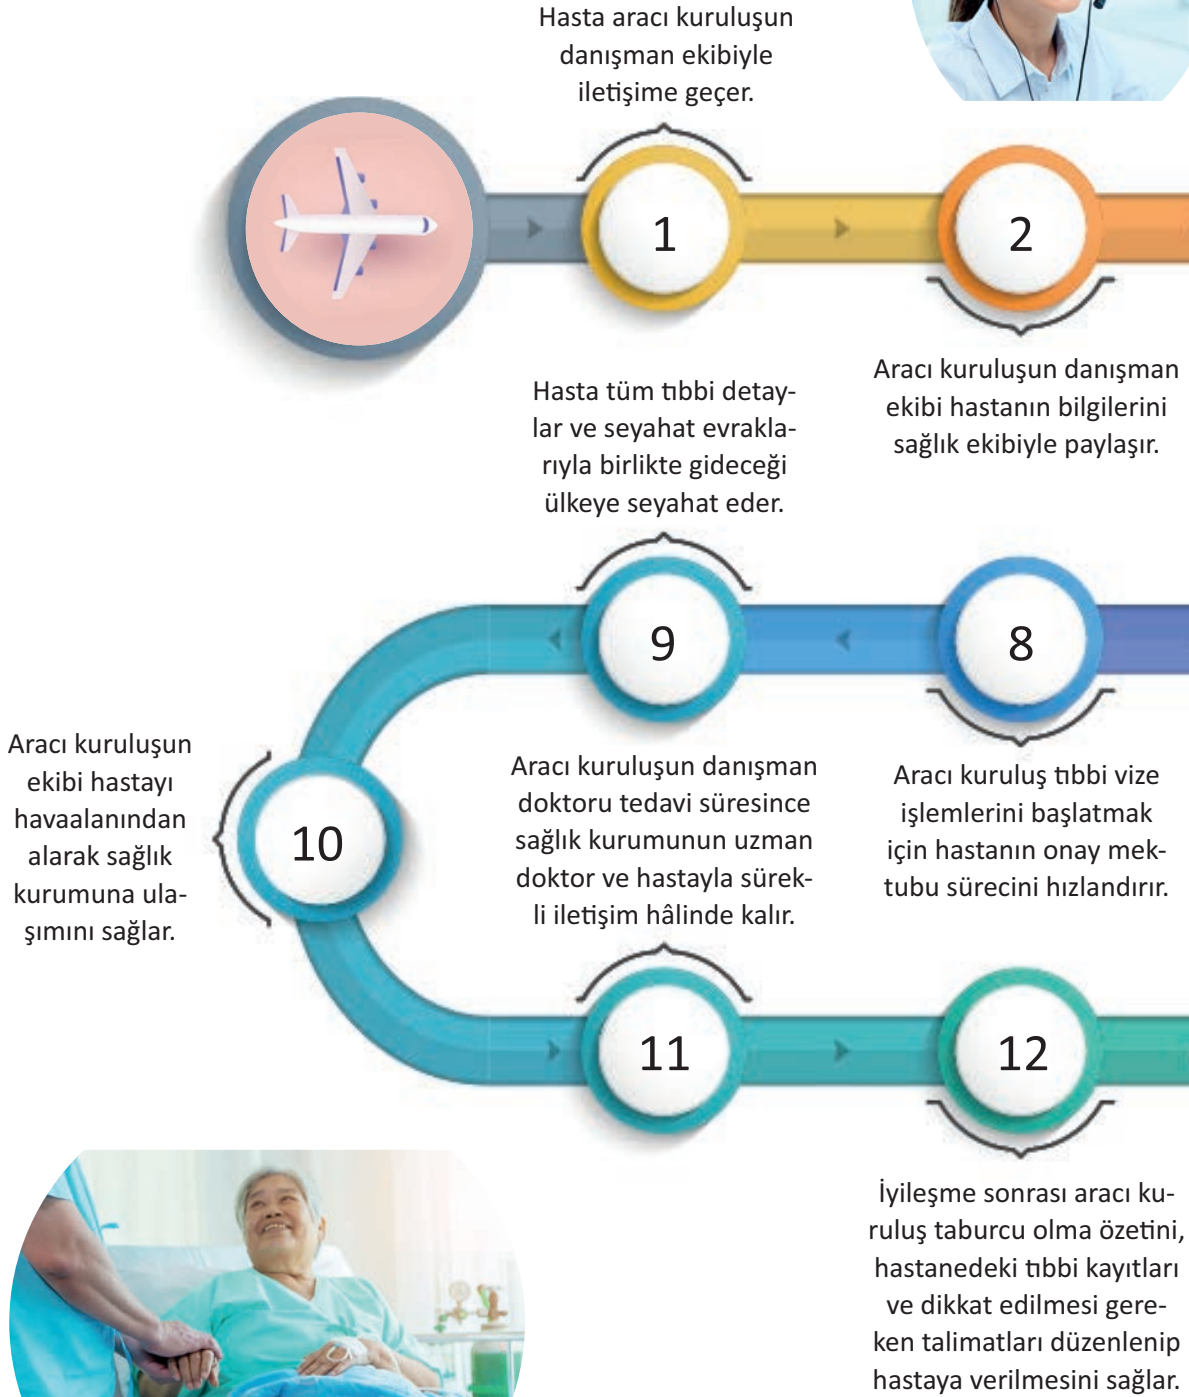 Hasta aracı kuruluşun
danışman ekibiyle
iletişime geçer.
1
2
Aracı kuruluşun danışman
ekibi hastanın bilgilerini
sağlık ekibiyle paylaşır.
Hasta tüm tıbbi detay-
lar ve seyahat evrakla-
rıyla birlikte gideceği
ülkeye seyahat eder.
9
8
Aracı kuruluş tıbbi vize
işlemlerini başlatmak
için hastanın onay mek-
tubu sürecini hızlandırır.
Aracı kuruluşun
ekibi hastayı
havaalanından
alarak sağlık
kurumuna ula-
şımını sağlar.
10
Aracı kuruluşun danışman
doktoru tedavi süresince
sağlık kurumunun uzman
doktor ve hastayla sürek-
li iletişim hâlinde kalır.
11
12
İyileşme sonrası aracı ku-
ruluş taburcu olma özetini,
hastanedeki tıbbi kayıtları
ve dikkat edilmesi gere-
ken talimatları düzenlenip
hastaya verilmesini sağlar.